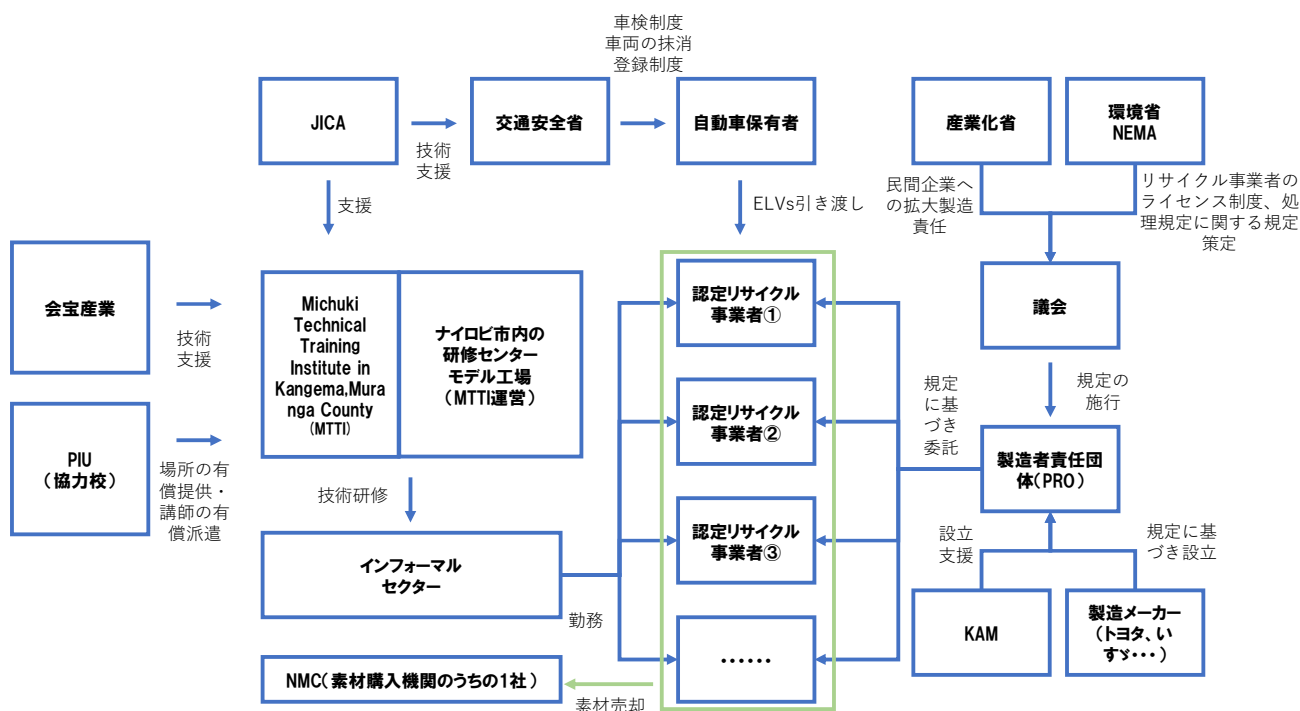 車検制度
車両の抹消
登録制度
JICA
技術
支援
交通安全省
自動車保有者
産業化省
環境省
NEMA
支援
ELVs引き渡し
民間企業へ
の拡大製造
責任
リサイクル事業者の
ライセンス制度、処
理規定に関する規定
策定
会宝産業
技術
支援
Michuki
Technical
Training
Institute in
Kangema,Mura
nga County
(MTTI)
ナイロビ市内の
研修センター
モデル工場
(MTTI運営)
認定リサイクル
事業者①
議会
規定の
施行
PIU
(協力校)
場所の有
償提供・
講師の有
償派遣
認定リサイクル
事業者②
規定
に基
づき
委託
製造者責任団
体(PRO)
技術研修
インフォーマル
セクター
勤務
認定リサイクル
事業者③
設立
支援
規定に基
づき設立
KAM
製造メーカー
(トヨタ、い
すゞ・・・)
……
NMC(素材購入機関のうちの1社)
素材売却